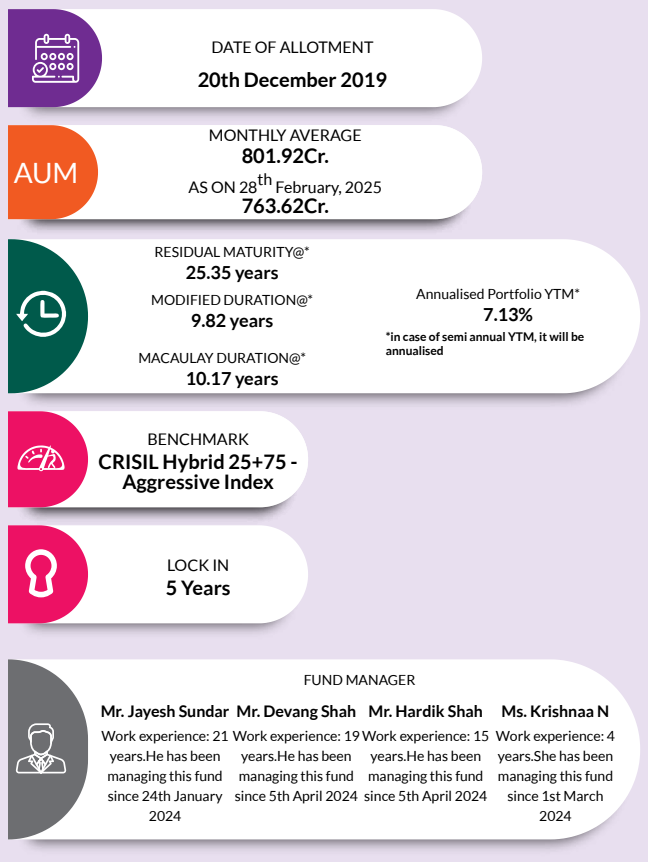 DATE OF ALLOTMENT
20th December 2019
AUM
MONTHLY AVERAGE
801.92Cr.
AS ON 28th February, 2025
763.62Cr.
RESIDUAL MATURITY@*
25.35 years
MODIFIED DURATION@*
9.82 years
MACAULAY DURATION@*
10.17 years
Annualised Portfolio YTM*
7.13%
*in case of semi annual YTM, it will be
annualised
BENCHMARK
CRISIL Hybrid 25+75 -
Aggressive Index
LOCK IN
5 Years
FUND MANAGER
Mr. Jayesh Sundar
Work experience: 21
years.He has been
managing this fund
since 24th January
2024
Mr. Devang Shah
Work experience: 19
years.He has been
managing this fund
since 5th April 2024
Mr. Hardik Shah
Work experience: 15
years.He has been
managing this fund
since 5th April 2024
Ms. Krishnaa N
Work experience: 4
years.She has been
managing this fund
since 1st March
2024